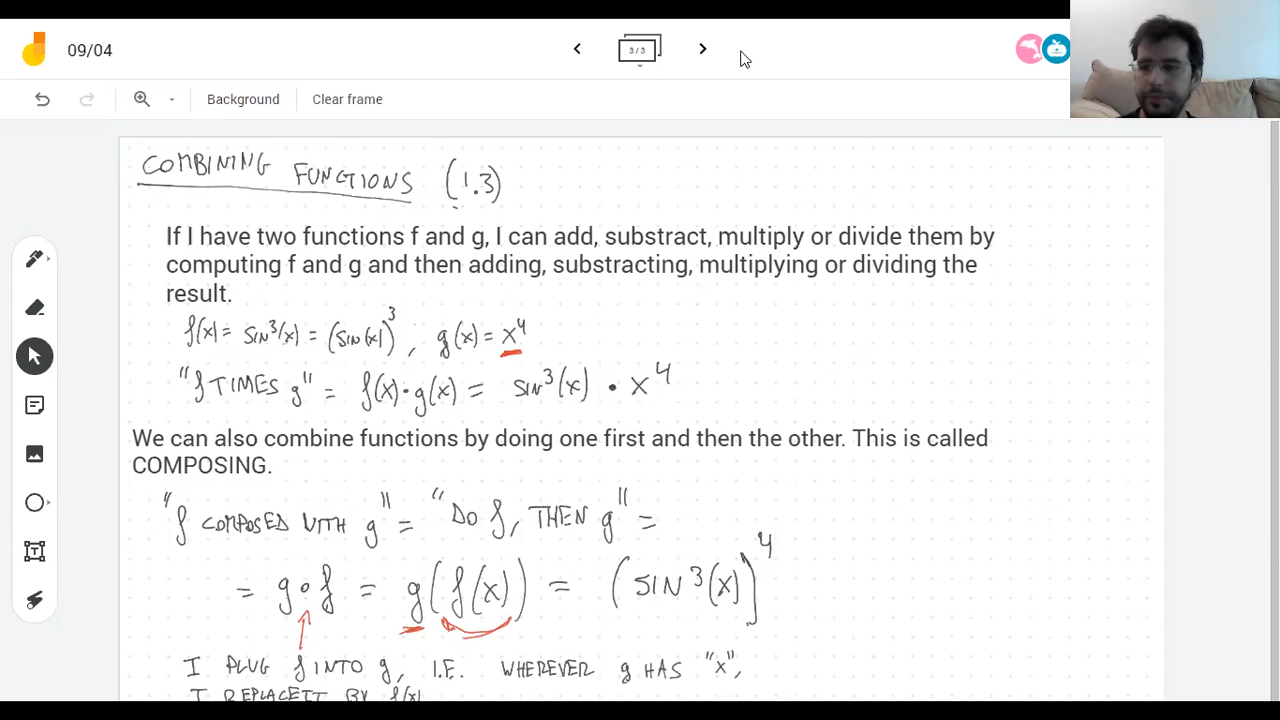 09/04
3/3
Background
Clear frame
COMBINING FUNCTIONS (1.3)
If I have two functions f and g, I can add, substract, multiply or divide them by
computing f and g and then adding, substracting, multiplying or dividing the
result.
f(x) = SIN³(x) = (SIN(x))³, g(x) = x⁴
"f TIMES g" = f(x)·g(x) = SIN³(x) • x⁴
We can also combine functions by doing one first and then the other. This is called
COMPOSING.
"f COMPOSED WITH g" = "DO f, THEN g" =
= g∘f = g(f(x)) = (SIN³(x))⁴
I PLUG f INTO g, I.E. WHEREVER g HAS "x",
I REPLACE IT BY f(x)